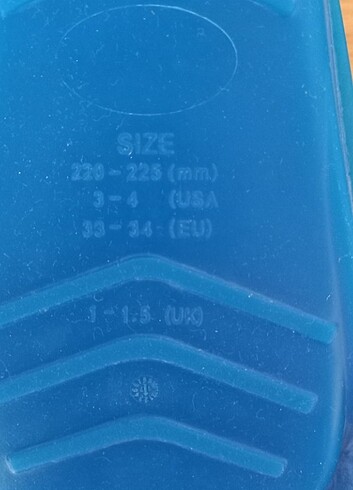 SIZE
220-225 (mm)
3-4 (USA
33-34 (EU)
1-1.5 (UK)